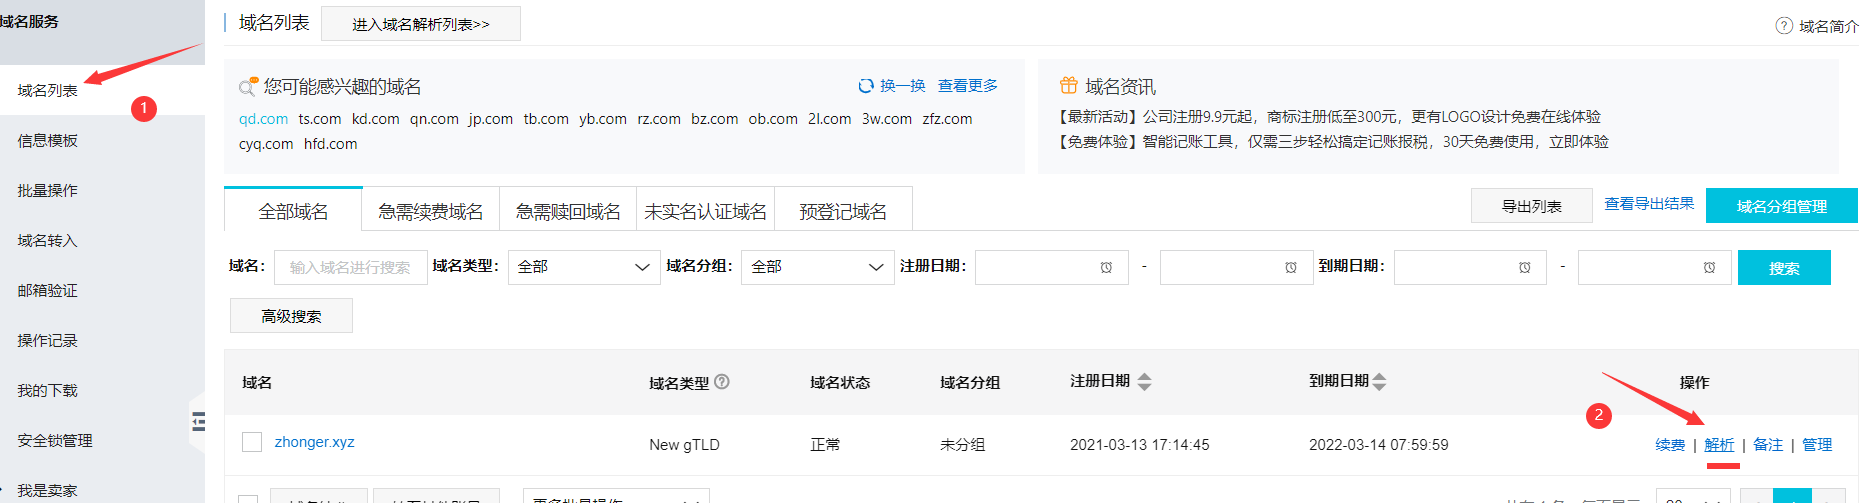 域名服务
域名列表
1
信息模板
批量操作
域名转入
邮箱验证
操作记录
我的下载
安全锁管理
我是卖家
域名列表 进入域名解析列表>>
域名简介
您可能感兴趣的域名 换一换 查看更多
qd.com ts.com kd.com qn.com jp.com tb.com yb.com rz.com bz.com ob.com 2l.com 3w.com zfz.com
cyq.com hfd.com
域名资讯
【最新活动】公司注册9.9元起，商标注册低至300元，更有LOGO设计免费在线体验
【免费体验】智能记账工具，仅需三步轻松搞定记账报税，30天免费使用，立即体验
全部域名 急需续费域名 急需赎回域名 未实名认证域名 预登记域名
导出列表 查看导出结果 域名分组管理
域名： 输入域名进行搜索 域名类型： 全部 域名分组： 全部 注册日期： - 到期日期： - 搜索
高级搜索
域名 域名类型 域名状态 域名分组 注册日期 到期日期 操作
2
zhonger.xyz New gTLD 正常 未分组 2021-03-13 17:14:45 2022-03-14 07:59:59 续费 | 解析 | 备注 | 管理
更多批量操作